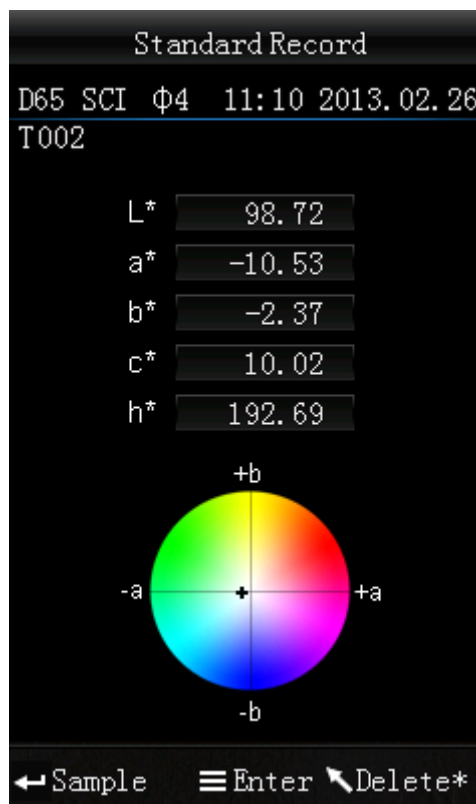 Standard Record
D65 SCI Φ4 11:10 2013.02.26
T002
L* 98.72
a* -10.53
b* -2.37
c* 10.02
h* 192.69
+b
-a +a
-b
Sample Enter Delete*